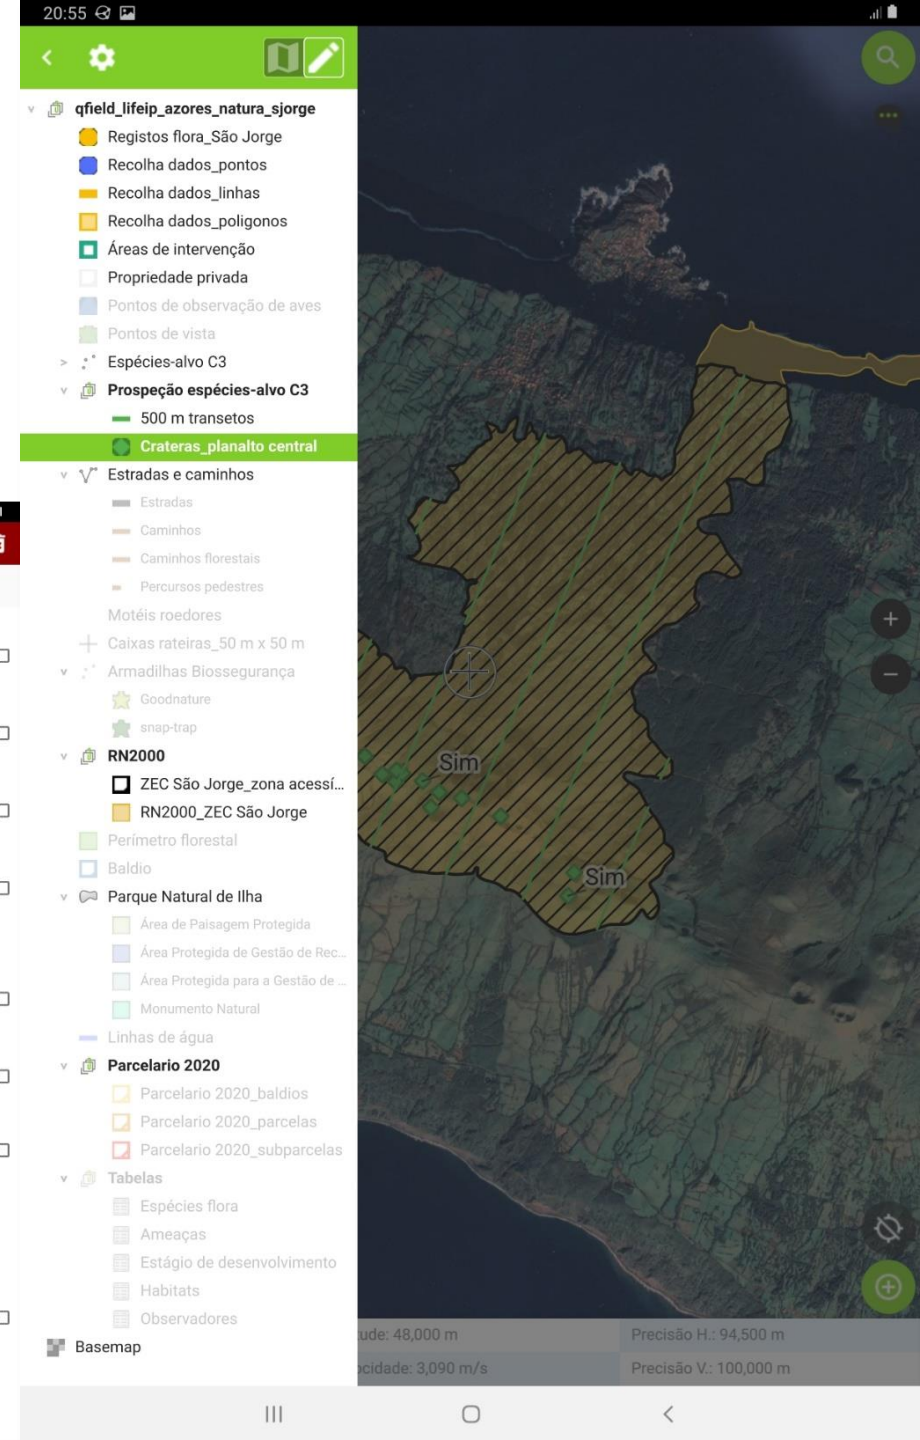 20:55
qfield_lifeip_azores_natura_sjorge
Registos flora_São Jorge
Recolha dados_pontos
Recolha dados_linhas
Recolha dados_poligonos
Áreas de intervenção
Propriedade privada
Pontos de observação de aves
Pontos de vista
Espécies-alvo C3
Prospeção espécies-alvo C3
500 m transetos
Crateras_planalto central
Estradas e caminhos
Estradas
Caminhos
Caminhos florestais
Percursos pedestres
Motéis roedores
Caixas rateiras_50 m x 50 m
Armadilhas Biossegurança
Goodnature
snap-trap
RN2000
ZEC São Jorge_zona acessí...
RN2000_ZEC São Jorge
Perímetro florestal
Baldio
Parque Natural de Ilha
Área de Paisagem Protegida
Área Protegida de Gestão de Rec...
Área Protegida para a Gestão de ...
Monumento Natural
Linhas de água
Parcelario 2020
Parcelario 2020_baldios
Parcelario 2020_parcelas
Parcelario 2020_subparcelas
Tabelas
Espécies flora
Ameaças
Estágio de desenvolvimento
Habitats
Observadores
Basemap
Sim
Sim
ude: 48,000 m
Precisão H.: 94,500 m
ocidade: 3,090 m/s
Precisão V.: 100,000 m